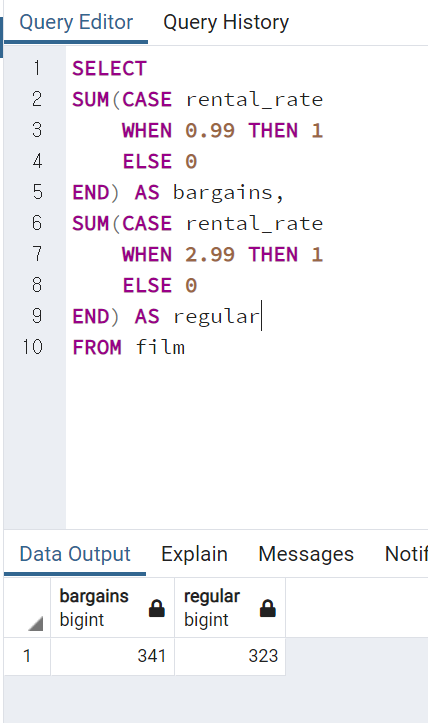 Query Editor Query History
1 SELECT
2 SUM(CASE rental_rate
3 WHEN 0.99 THEN 1
4 ELSE 0
5 END) AS bargains,
6 SUM(CASE rental_rate
7 WHEN 2.99 THEN 1
8 ELSE 0
9 END) AS regular
10 FROM film
Data Output Explain Messages Notif
bargains regular
bigint bigint
1 341 323